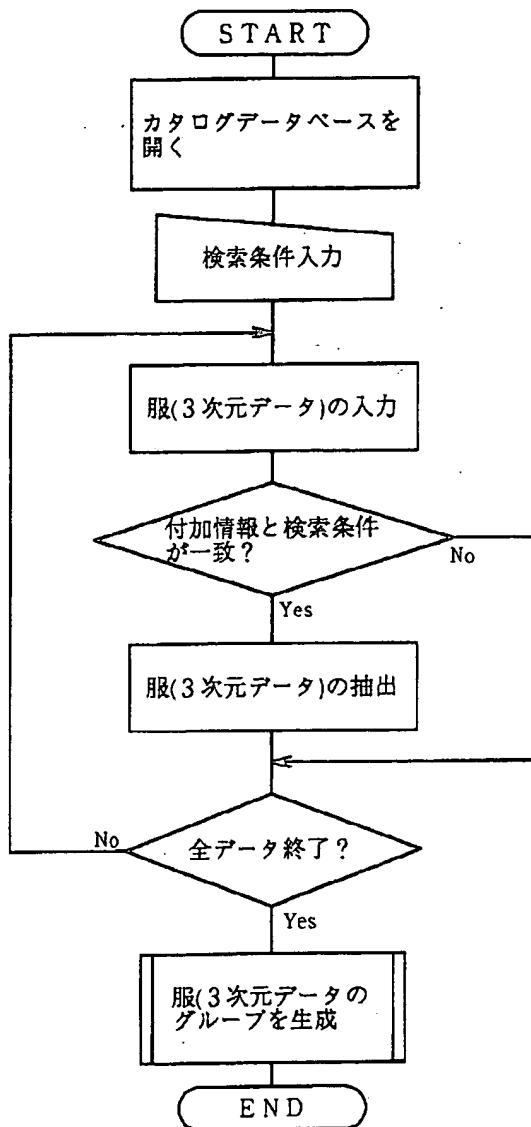 START
カタログデータベースを
開く
検索条件入力
服(3次元データ)の入力
付加情報と検索条件
が一致?
No
Yes
服(3次元データ)の抽出
No
全データ終了?
Yes
服(3次元データの
グループを生成
END